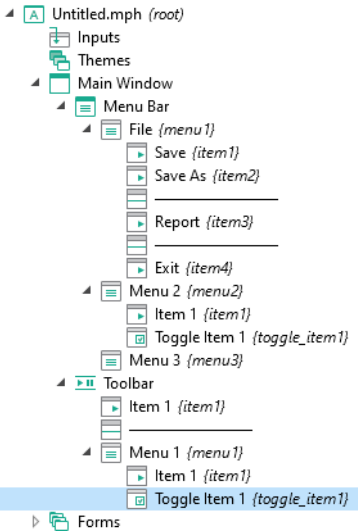 Untitled.mph (root)
Inputs
Themes
Main Window
Menu Bar
File {menu1}
Save {item1}
Save As {item2}
Report {item3}
Exit {item4}
Menu 2 {menu2}
Item 1 {item1}
Toggle Item 1 {toggle_item1}
Menu 3 {menu3}
Toolbar
Item 1 {item1}
Menu 1 {menu1}
Item 1 {item1}
Toggle Item 1 {toggle_item1}
Forms